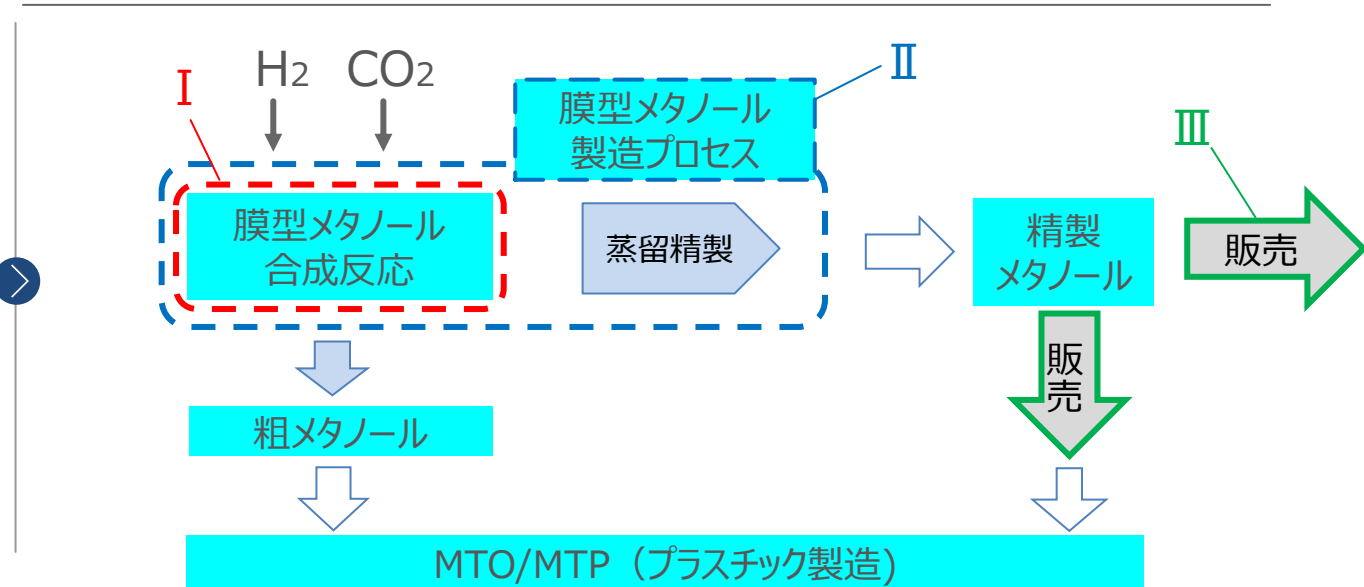 H2 CO2
Ⅰ
Ⅱ
膜型メタノール
製造プロセス
Ⅲ
膜型メタノール
合成反応
蒸留精製
精製
メタノール
販売
販
売
粗メタノール
MTO/MTP（プラスチック製造)